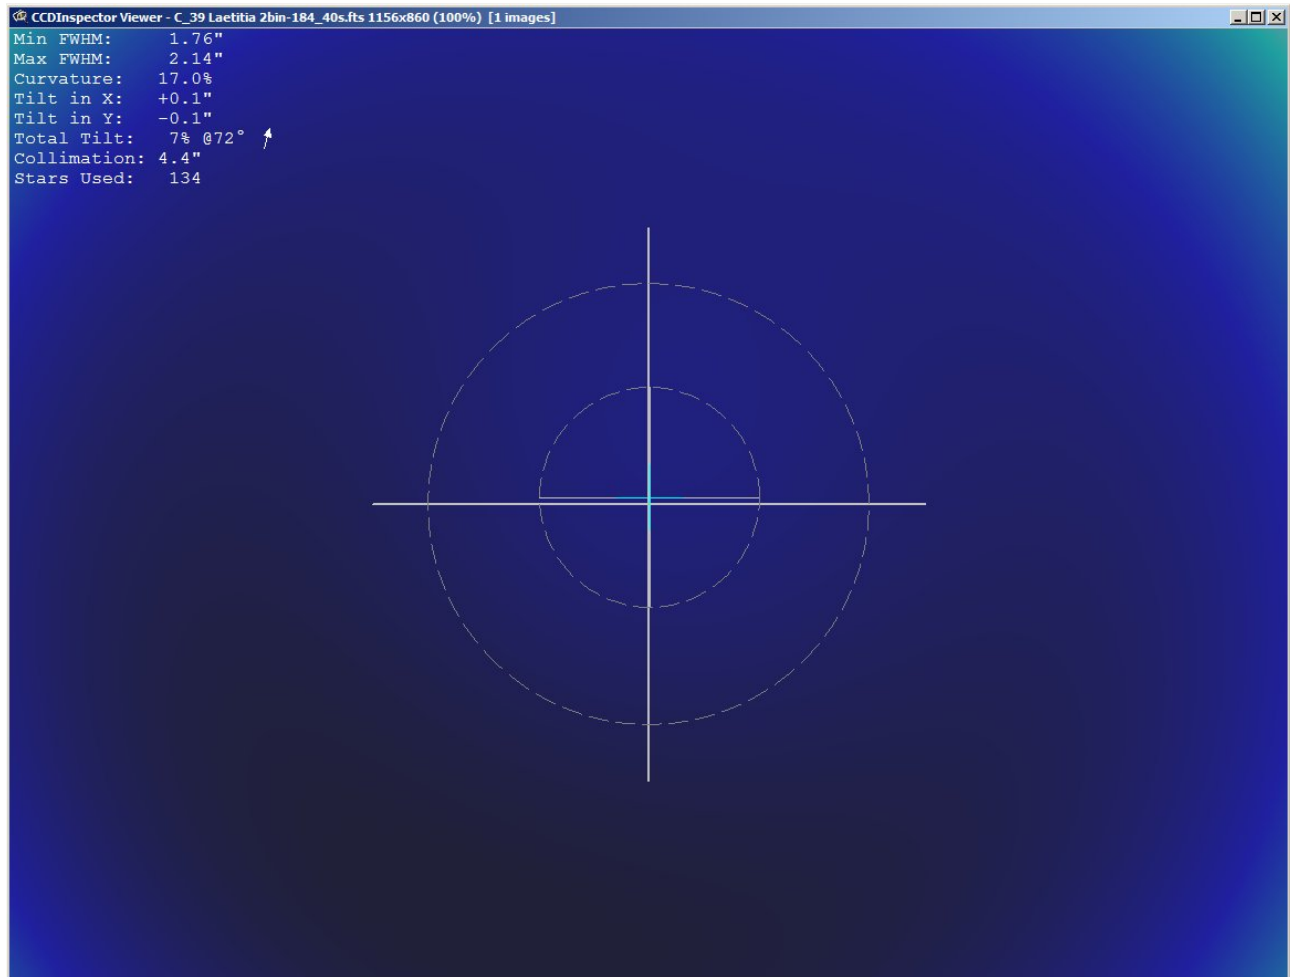 CCDInspector Viewer - C_39 Laetitia 2bin-184_40s.fts 1156x860 (100%) [1 images]
Min FWHM: 1.76"
Max FWHM: 2.14"
Curvature: 17.0%
Tilt in X: +0.1"
Tilt in Y: -0.1"
Total Tilt: 7% @72°
Collimation: 4.4"
Stars Used: 134